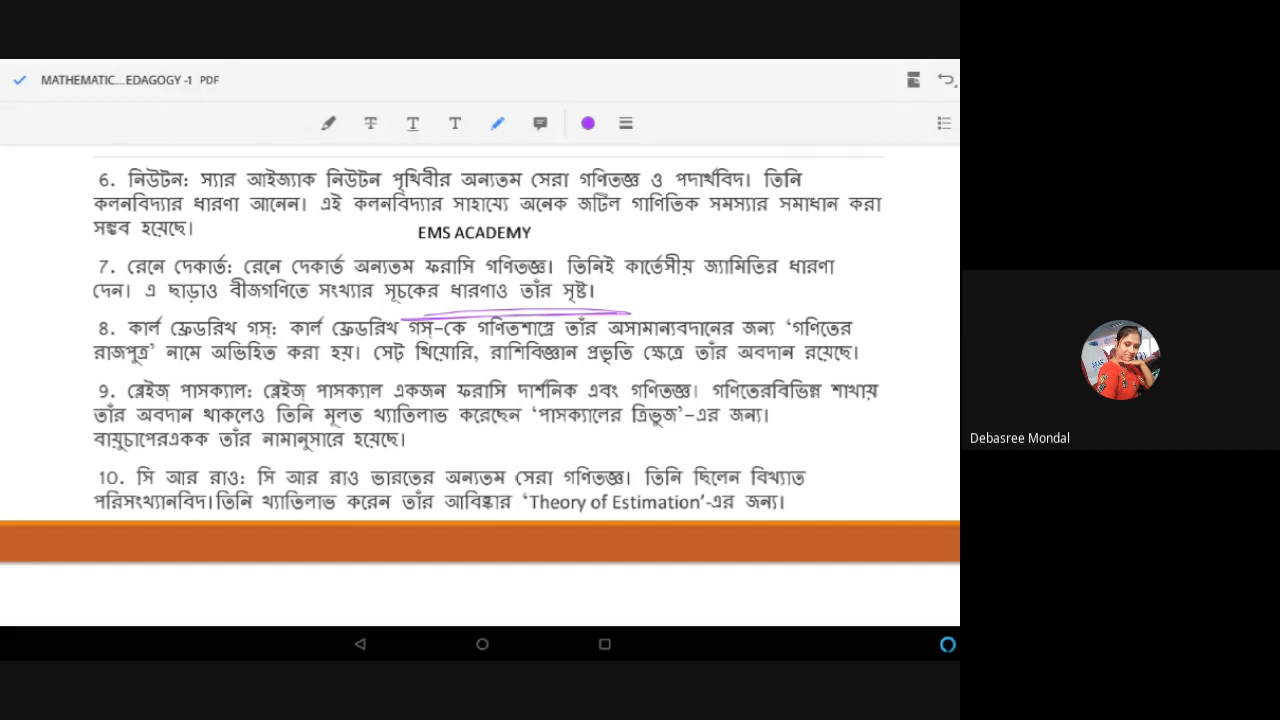 MATHEMATIC...EDAGOGY -1 PDF
6. নিউটন: স্যার আইজ্যাক নিউটন পৃথিবীর অন্যতম সেরা গণিতজ্ঞ ও পদার্থবিদ। তিনি
কলনবিদ্যার ধারণা আনেন। এই কলনবিদ্যার সাহায্যে অনেক জটিল গাণিতিক সমস্যার সমাধান করা
সম্ভব হয়েছে।
EMS ACADEMY
7. রেনে দেকার্ত: রেনে দেকার্ত অন্যতম ফরাসি গণিতজ্ঞ। তিনিই কার্তেসীয় জ্যামিতির ধারণা
দেন। এ ছাড়াও বীজগণিতে সংখ্যার সূচকের ধারণাও তাঁর সৃষ্ট।
৪. কার্ল ফ্রেডরিখ গস্: কার্ল ফ্রেডরিখ গস্-কে গণিতশাস্ত্রে তাঁর অসামান্যবদানের জন্য ‘গণিতের
রাজপুত্র’ নামে অভিহিত করা হয়। সেট্ থিয়োরি, রাশিবিজ্ঞান প্রভৃতি ক্ষেত্রে তাঁর অবদান রয়েছে।
9. ব্লেইজ্ পাসক্যাল: ব্লেইজ্ পাসক্যাল একজন ফরাসি দার্শনিক এবং গণিতজ্ঞ। গণিতেরবিভিন্ন শাখায়
তাঁর অবদান থাকলেও তিনি মূলত খ্যাতিলাভ করেছেন ‘পাসক্যালের ত্রিভুজ’-এর জন্য।
বায়ুচাপেরএকক তাঁর নামানুসারে হয়েছে।
10. সি আর রাও: সি আর রাও ভারতের অন্যতম সেরা গণিতজ্ঞ। তিনি ছিলেন বিখ্যাত
পরিসংখ্যানবিদ।তিনি খ্যাতিলাভ করেন তাঁর আবিষ্কার ‘Theory of Estimation’-এর জন্য।
Debasree Mondal